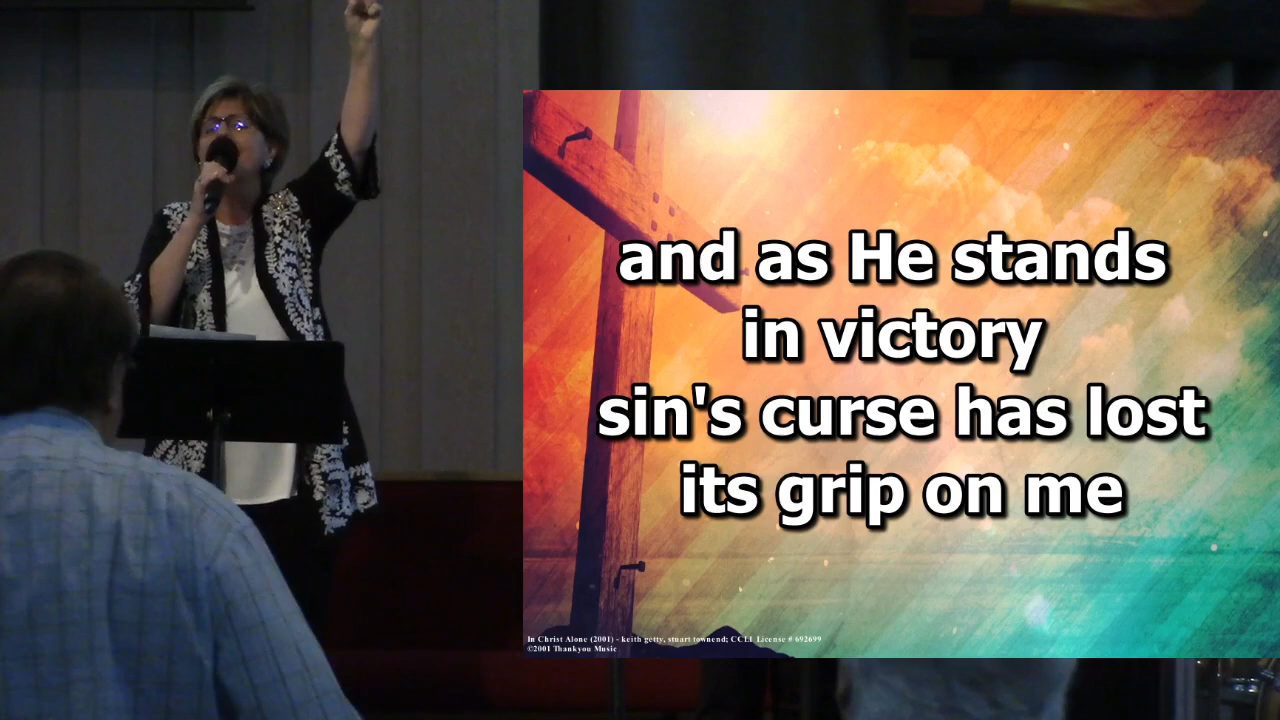 and as He stands
in victory
sin's curse has lost
its grip on me
In Christ Alone (2001) - keith getty, stuart townend; CCLI License # 692699
©2001 Thankyou Music